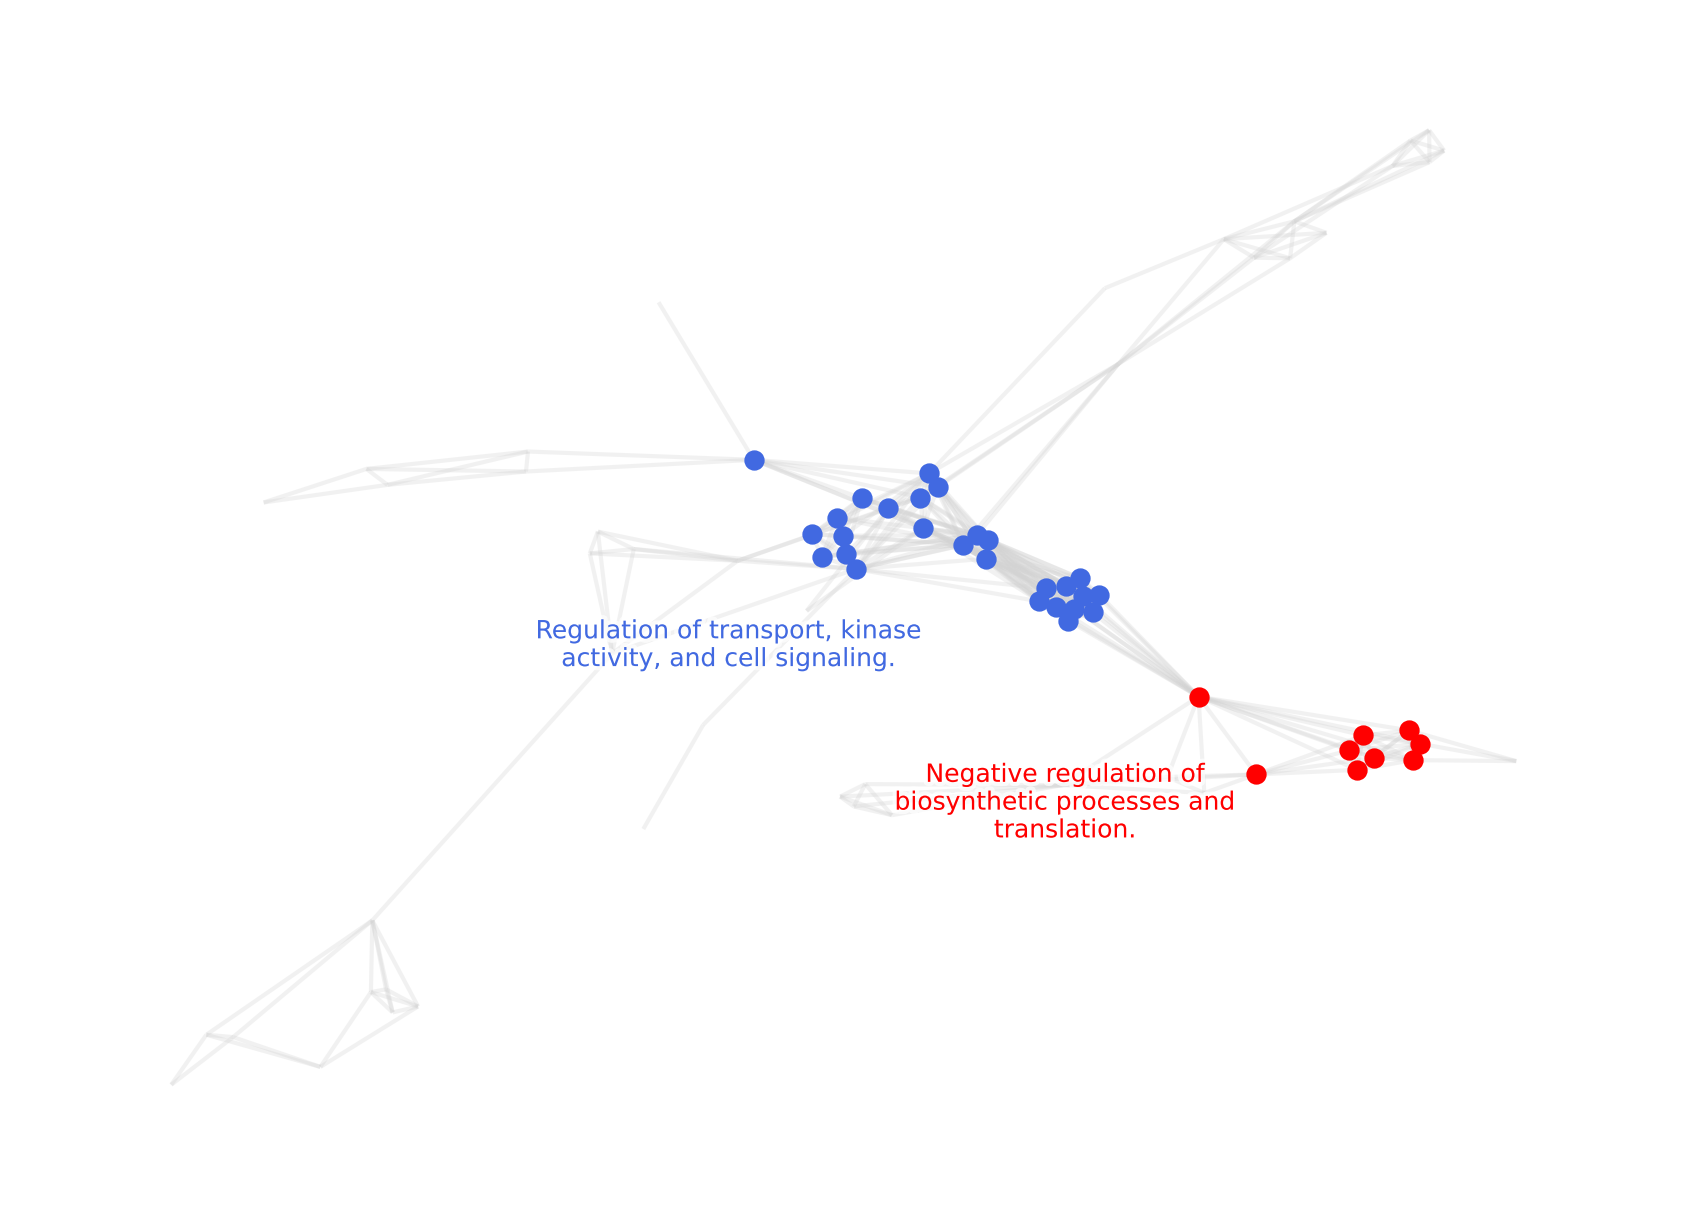 Regulation of transport, kinase
activity, and cell signaling.
Negative regulation of
biosynthetic processes and
translation.